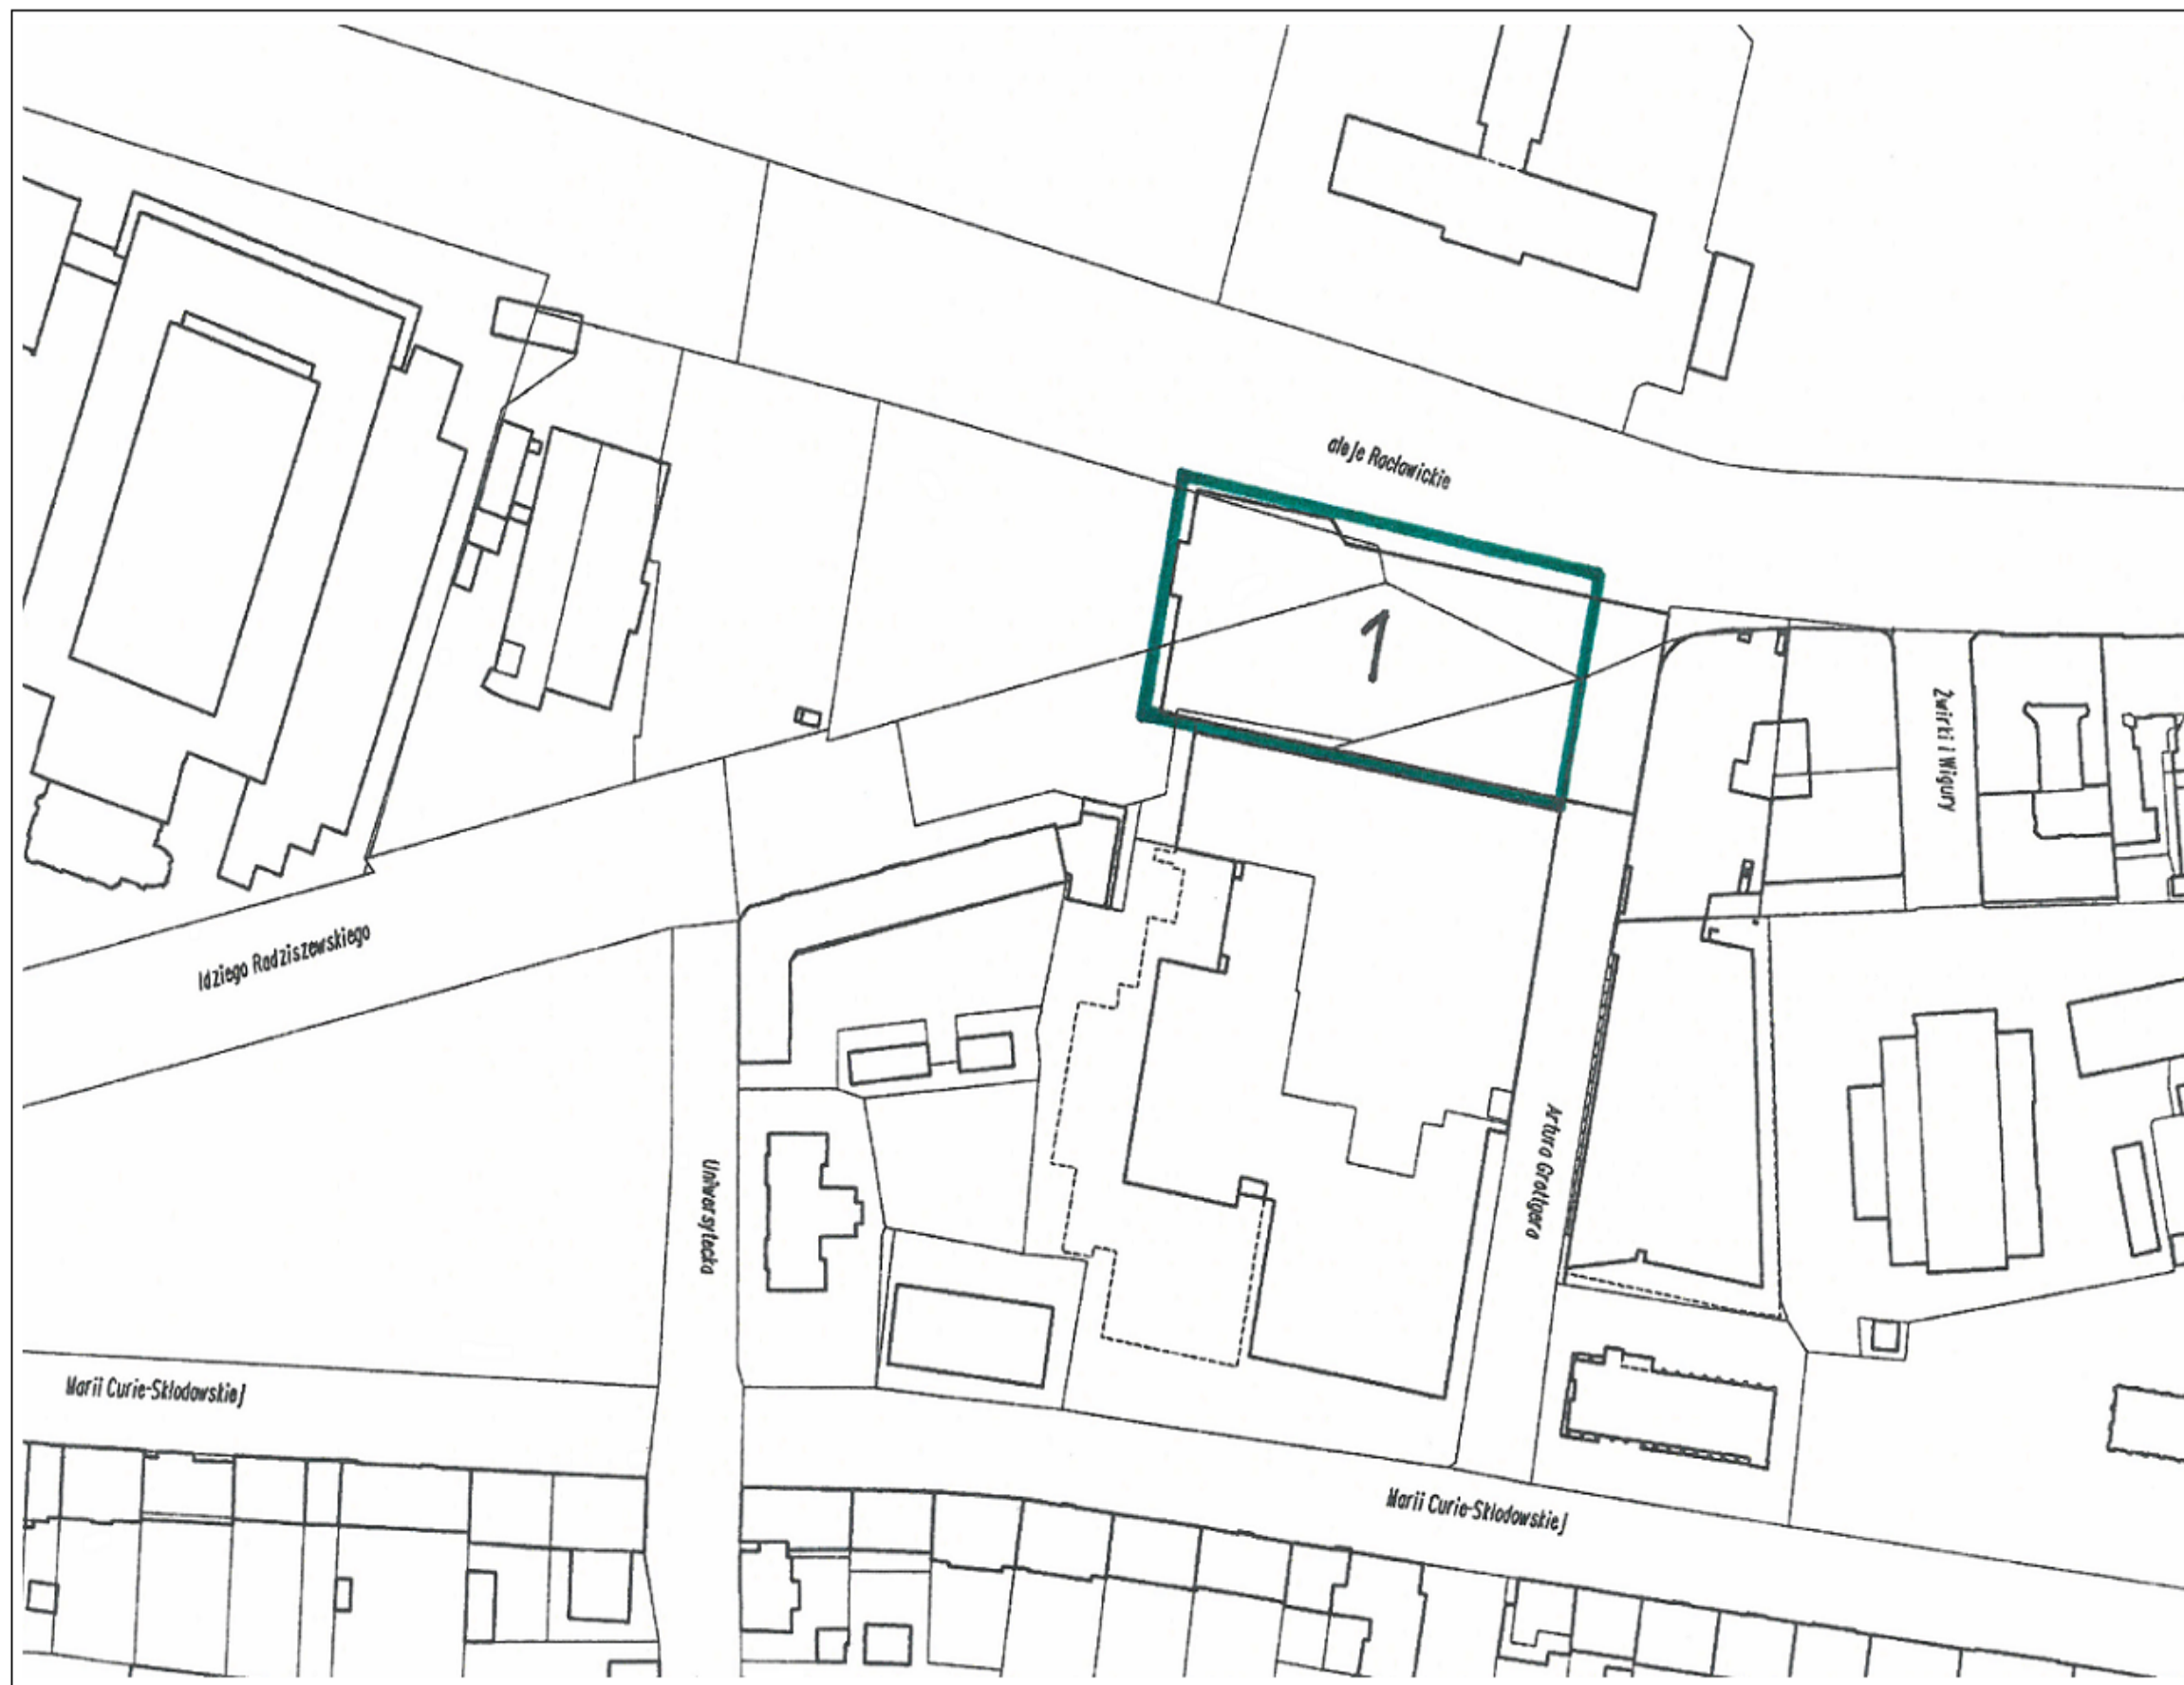 aleje Racławickie
1
Żwirki i Wigury
Idziego Radziszewskiego
Uniwersytecka
Artura Grottgera
Marii Curie-Skłodowskiej
Marii Curie-Skłodowskiej